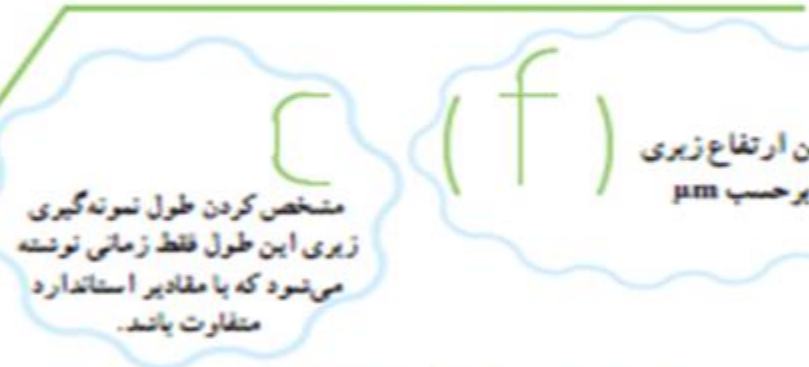 (f)
ن ارتفاع زبری
برحسب µm
C
مشخص کردن طول نمونه‌گیری
زبری این طول فقط زمانی نوشته
می‌شود که با مقادیر استاندارد
متفاوت باشد.